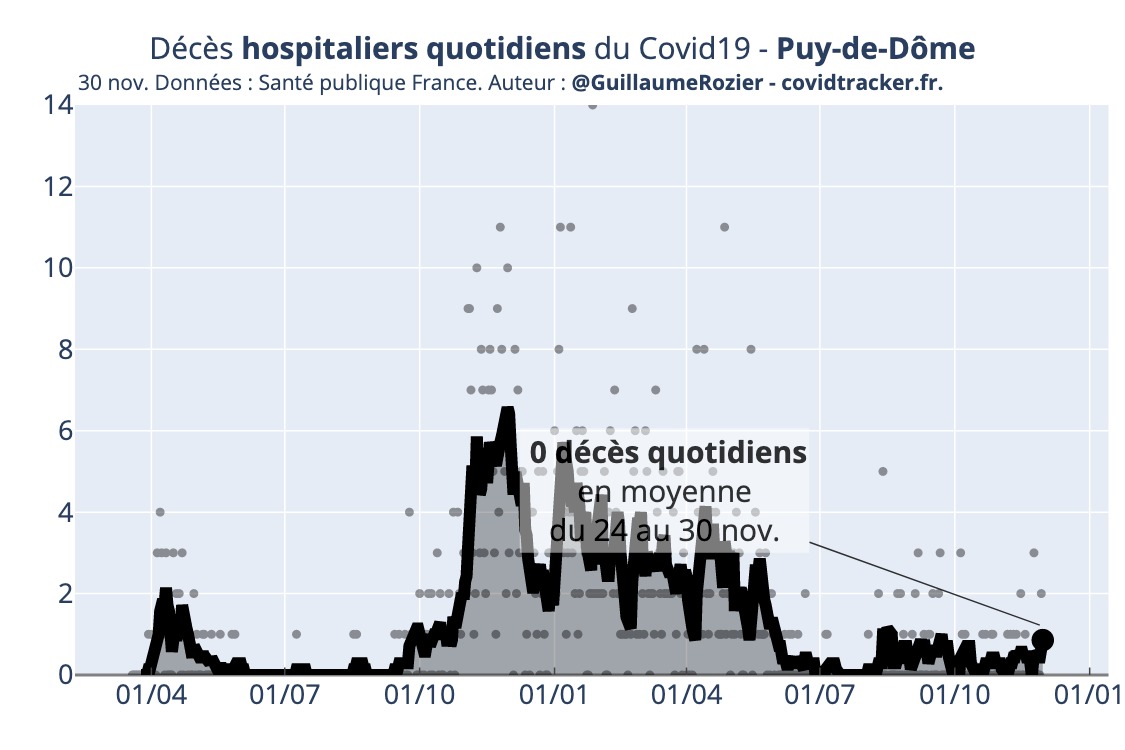 Décès hospitaliers quotidiens du Covid19 - Puy-de-Dôme
30 nov. Données : Santé publique France. Auteur : @GuillaumeRozier - covidtracker.fr.
14
12
10
8
6
4
2
0
0 décès quotidiens
en moyenne
du 24 au 30 nov.
01/04 01/07 01/10 01/01 01/04 01/07 01/10 01/01